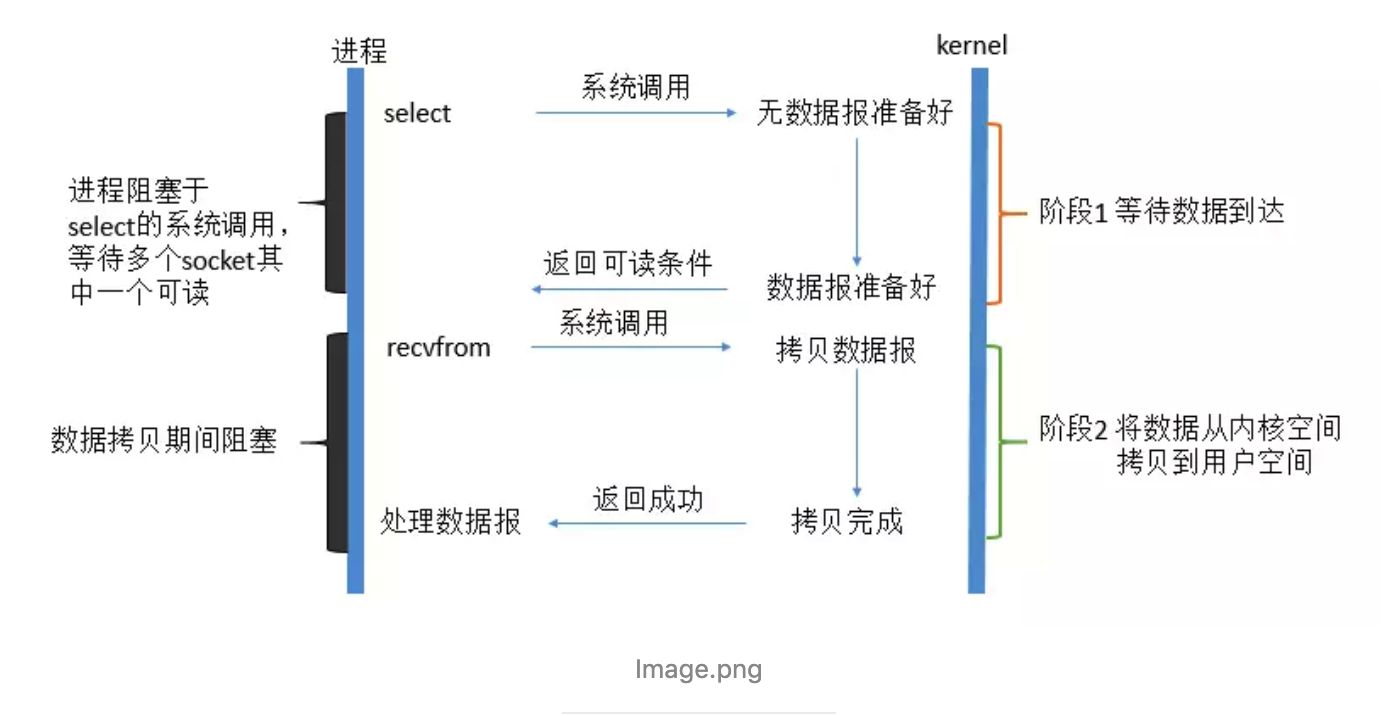 进程
kernel
select
系统调用
无数据报准备好
进程阻塞于
select的系统调用，
等待多个socket其
中一个可读
阶段1 等待数据到达
返回可读条件
数据报准备好
系统调用
recvfrom
拷贝数据报
数据拷贝期间阻塞
阶段2 将数据从内核空间
拷贝到用户空间
返回成功
处理数据报
拷贝完成
Image.png